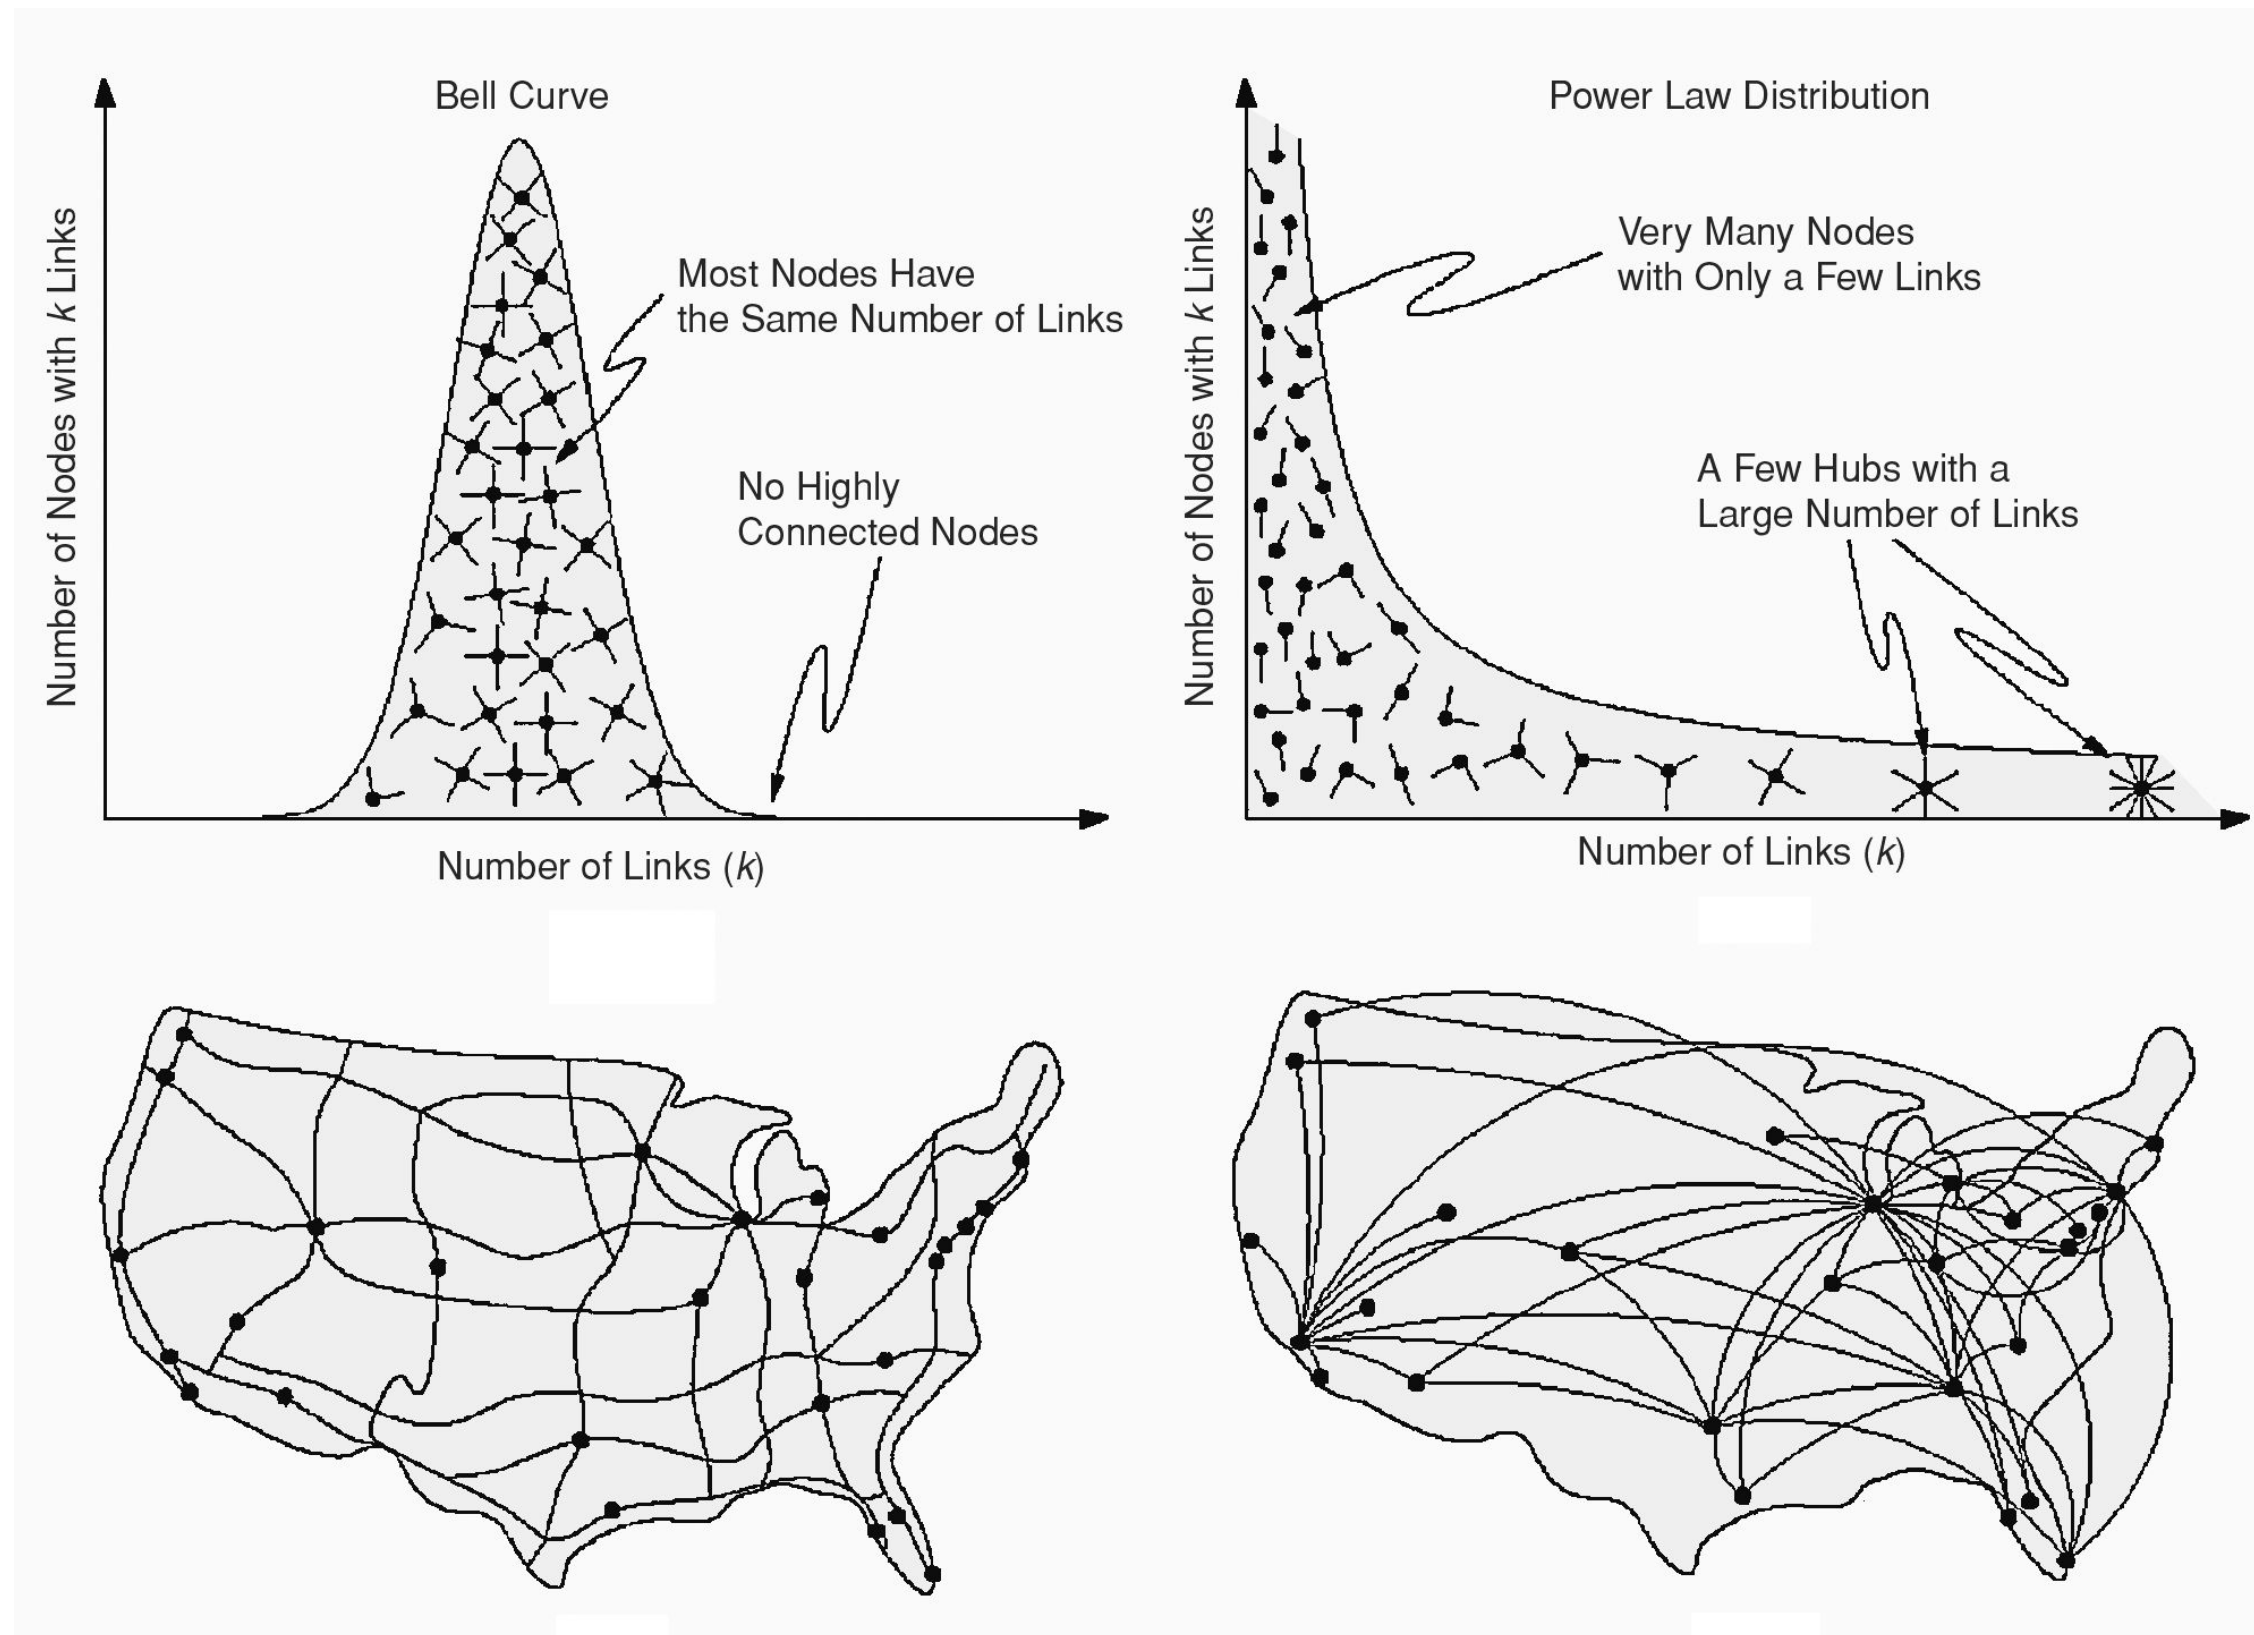 Bell Curve
Number of Nodes with k Links
Most Nodes Have
the Same Number of Links
No Highly
Connected Nodes
Number of Links (k)
Power Law Distribution
Number of Nodes with k Links
Very Many Nodes
with Only a Few Links
A Few Hubs with a
Large Number of Links
Number of Links (k)